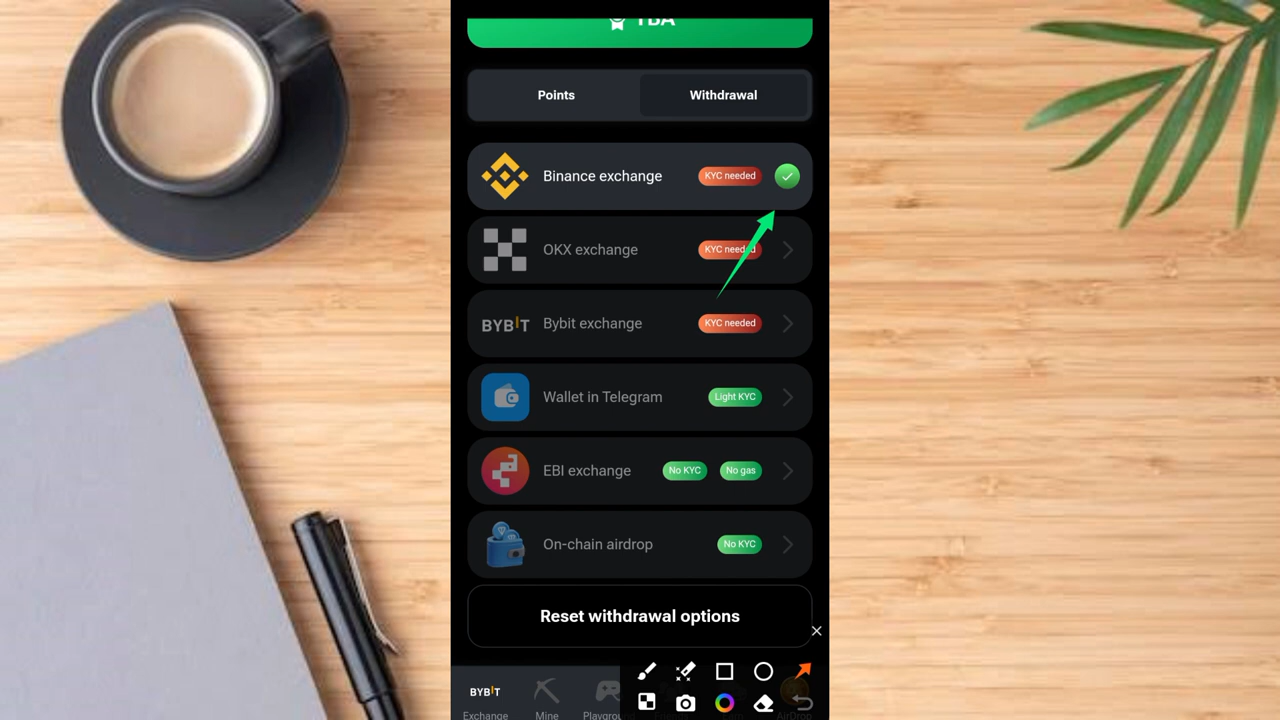 TBA
Points
Withdrawal
Binance exchange
KYC needed
OKX exchange
KYC needed
BYBIT
Bybit exchange
KYC needed
Wallet in Telegram
Light KYC
EBI exchange
No KYC
No gas
On-chain airdrop
No KYC
Reset withdrawal options
BYBIT
Exchange
Mine
AirDrop